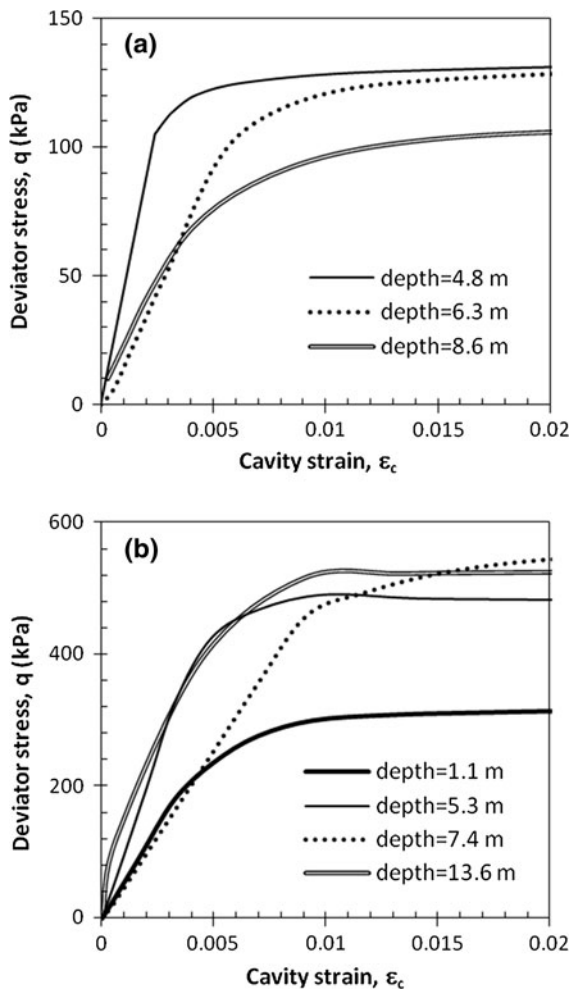 150
(a)
100
Deviator stress, q (kPa)
50
depth=4.8 m
depth=6.3 m
depth=8.6 m
0
0 0.005 0.01 0.015 0.02
Cavity strain, εc
600
(b)
400
Deviator stress, q (kPa)
200
depth=1.1 m
depth=5.3 m
depth=7.4 m
depth=13.6 m
0
0 0.005 0.01 0.015 0.02
Cavity strain, εc